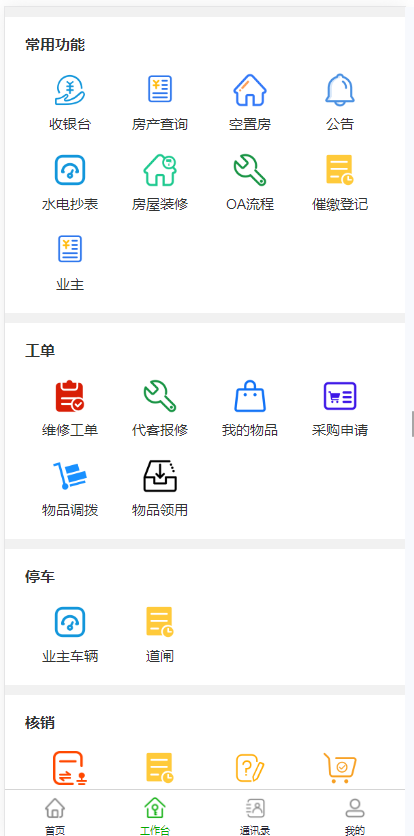 常用功能
收银台 房产查询 空置房 公告
水电抄表 房屋装修 OA流程 催缴登记
业主
工单
维修工单 代客报修 我的物品 采购申请
物品调拨 物品领用
停车
业主车辆 道闸
核销
首页 工作台 通讯录 我的